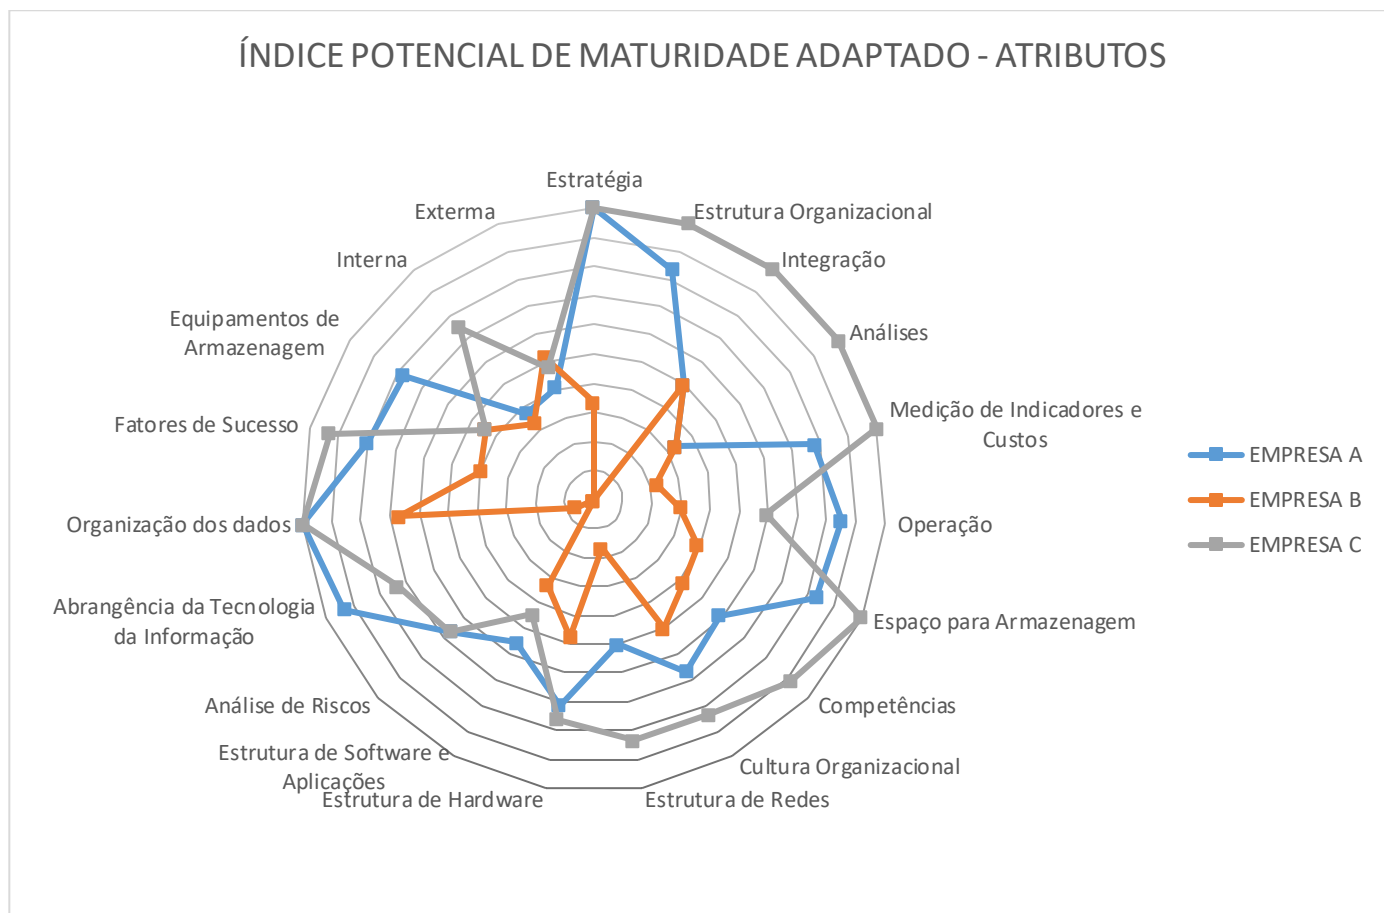 ÍNDICE POTENCIAL DE MATURIDADE ADAPTADO - ATRIBUTOS
Estratégia
Estrutura Organizacional
Integração
Análises
Medição de Indicadores e
Custos
Operação
Espaço para Armazenagem
Competências
Cultura Organizacional
Estrutura de Redes
Estrutura de Hardware
Estrutura de Software e
Aplicações
Análise de Riscos
Abrangência da Tecnologia
da Informação
Organização dos dados
Fatores de Sucesso
Equipamentos de
Armazenagem
Interna
Exterma
EMPRESA A
EMPRESA B
EMPRESA C